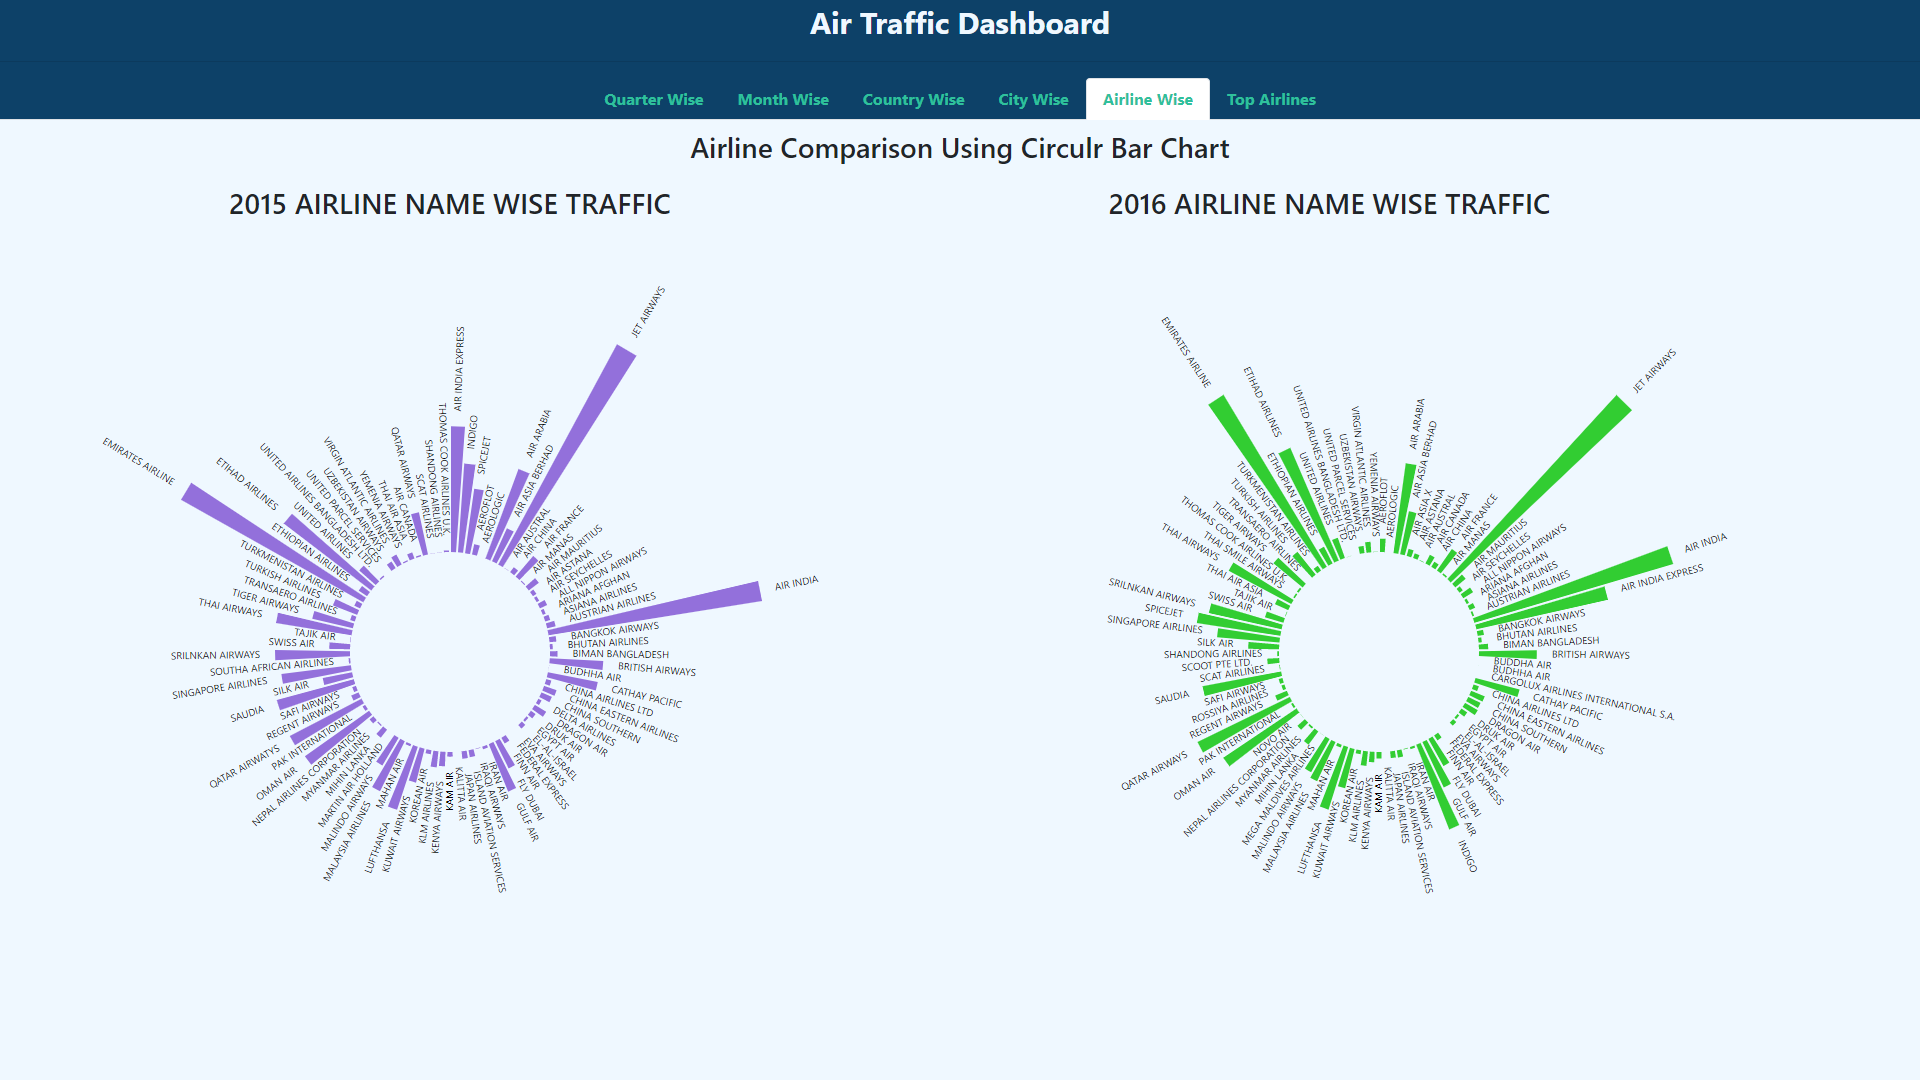 Air Traffic Dashboard
Quarter Wise
Month Wise
Country Wise
City Wise
Airline Wise
Top Airlines
Airline Comparison Using Circulr Bar Chart
2015 AIRLINE NAME WISE TRAFFIC
2016 AIRLINE NAME WISE TRAFFIC
AIR INDIA EXPRESS
INDIGO
SPICEJET
AEROFLOT
AEROLOGIC
AIR ARABIA
AIR ASIA BERHAD
JET AIRWAYS
AIR AUSTRAL
AIR CHINA
AIR FRANCE
AIR MANAS
AIR MAURITIUS
AIR ASTANA
AIR SEYCHELLES
ALL NIPPON AIRWAYS
ARIANA AFGHAN
ASIANA AIRLINES
AUSTRIAN AIRLINES
AIR INDIA
BANGKOK AIRWAYS
BHUTAN AIRLINES
BIMAN BANGLADESH
BRITISH AIRWAYS
BUDHHA AIR
CATHAY PACIFIC
CHINA AIRLINES LTD
CHINA EASTERN AIRLINES
CHINA SOUTHERN
DELTA AIRLINES
DRAGON AIR
DRUK AIR
EGYPT AIR
EL-AL-ISRAEL
EVA AIRWAYS
FEDERAL EXPRESS
FINN AIR
FLY DUBAI
GULF AIR
IRAN AIR
IRAQI AIRWAYS
ISLAND AVIATION SERVICES
JAPAN AIRLINES
KALITTA AIR
KAM AIR
KENYA AIRWAYS
KLM AIRLINES
KOREAN AIR
KUWAIT AIRWAYS
LUFTHANSA
MAHAN AIR
MALAYSIA AIRLINES
MALINDO AIRWAYS
MARTIN AIR HOLLAND
MIHIN LANKA
MYANMAR AIRLINES
NEPAL AIRLINES CORPORATION
OMAN AIR
PAK INTERNATIONAL
QATAR AIRWATYS
REGENT AIRWAYS
SAFI AIRWAYS
SAUDIA
SILK AIR
SINGAPORE AIRLINES
SOUTHA AFRICAN AIRLINES
SRILNKAN AIRWAYS
SWISS AIR
TAJIK AIR
THAI AIRWAYS
TIGER AIRWAYS
TRANSAERO AIRLINES
TURKISH AIRLINES
TURKMENISTAN AIRLINES
EMIRATES AIRLINE
ETHIOPIAN AIRLINES
ETIHAD AIRLINES
UNITED AIRLINES
UNITED AIRLINES BANGLADESH LTD
UNITED PARCEL SERVICES
UZBEKISTAN AIRWAYS
VIRGIN ATLANTIC AIRLINES
YEMENIA AIRWAYS
THAI AIR ASIA
AIR CANADA
QATAR AIRWAYS
SCAT AIRLINES
SHANDONG AIRLINES
THOMAS COOK AIRLINES U.K.
AEROFLOT
AEROLOGIC
AIR ARABIA
AIR ASIA BERHAD
AIR ASIA X
AIR ASTANA
AIR AUSTRAL
AIR CANADA
AIR CHINA
AIR FRANCE
AIR MANAS
JET AIRWAYS
AIR MAURITIUS
AIR SEYCHELLES
ALL NIPPON AIRWAYS
ARIANA AFGHAN
ASIANA AIRLINES
AUSTRIAN AIRLINES
AIR INDIA
AIR INDIA EXPRESS
BANGKOK AIRWAYS
BHUTAN AIRLINES
BIMAN BANGLADESH
BRITISH AIRWAYS
BUDDHA AIR
BUDHHA AIR
CARGOLUX AIRLINES INTERNATIONAL S.A.
CATHAY PACIFIC
CHINA AIRLINES LTD
CHINA EASTERN AIRLINES
CHINA SOUTHERN
DRAGON AIR
DRUK AIR
EGYPT AIR
EL-AL-ISRAEL
EVA AIRWAYS
FEDERAL EXPRESS
FINN AIR
FLY DUBAI
GULF AIR
INDIGO
IRAN AIR
IRAQI AIRWAYS
ISLAND AVIATION SERVICES
JAPAN AIRLINES
KALITTA AIR
KAM AIR
KENYA AIRWAYS
KLM AIRLINES
KOREAN AIR
KUWAIT AIRWAYS
LUFTHANSA
MAHAN AIR
MALAYSIA AIRLINES
MALINDO AIRWAYS
MEGA MALDIVES AIRLINES
MIHIN LANKA
MYANMAR AIRLINES
NEPAL AIRLINES CORPORATION
NOVO AIR
OMAN AIR
PAK INTERNATIONAL
QATAR AIRWAYS
REGENT AIRWAYS
ROSSIYA AIRLINES
SAFI AIRWAYS
SAUDIA
SCAT AIRLINES
SCOOT PTE LTD.
SHANDONG AIRLINES
SILK AIR
SINGAPORE AIRLINES
SPICEJET
SRILNKAN AIRWAYS
SWISS AIR
TAJIK AIR
THAI AIR ASIA
THAI AIRWAYS
THAI SMILE AIRWAYS
THOMAS COOK AIRLINES U.K.
TIGER AIRWAYS
TRANSAERO AIRLINES
TURKISH AIRLINES
TURKMENISTAN AIRLINES
EMIRATES AIRLINE
ETHIOPIAN AIRLINES
ETIHAD AIRLINES
UNITED AIRLINES
UNITED AIRLINES BANGLADESH LTD
UNITED PARCEL SERVICES
UZBEKISTAN AIRWAYS
VIRGIN ATLANTIC AIRLINES
YEMENIA AIRWAYS